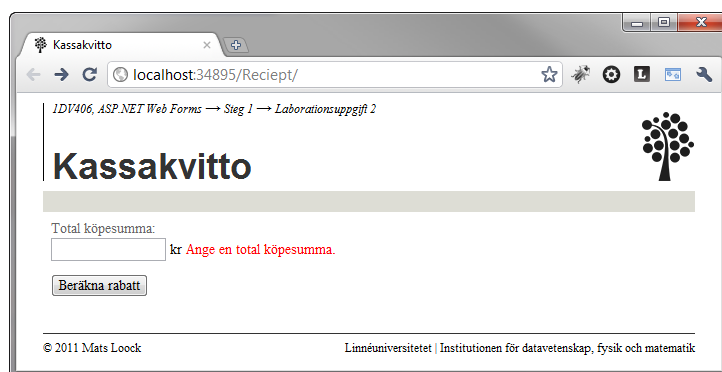 Kassakvitto
localhost:34895/Reciept/
1DV406, ASP.NET Web Forms → Steg 1 → Laborationsuppgift 2
Kassakvitto
Total köpesumma:
kr Ange en total köpesumma.
Beräkna rabatt
© 2011 Mats Loock
Linnéuniversitetet | Institutionen för datavetenskap, fysik och matematik